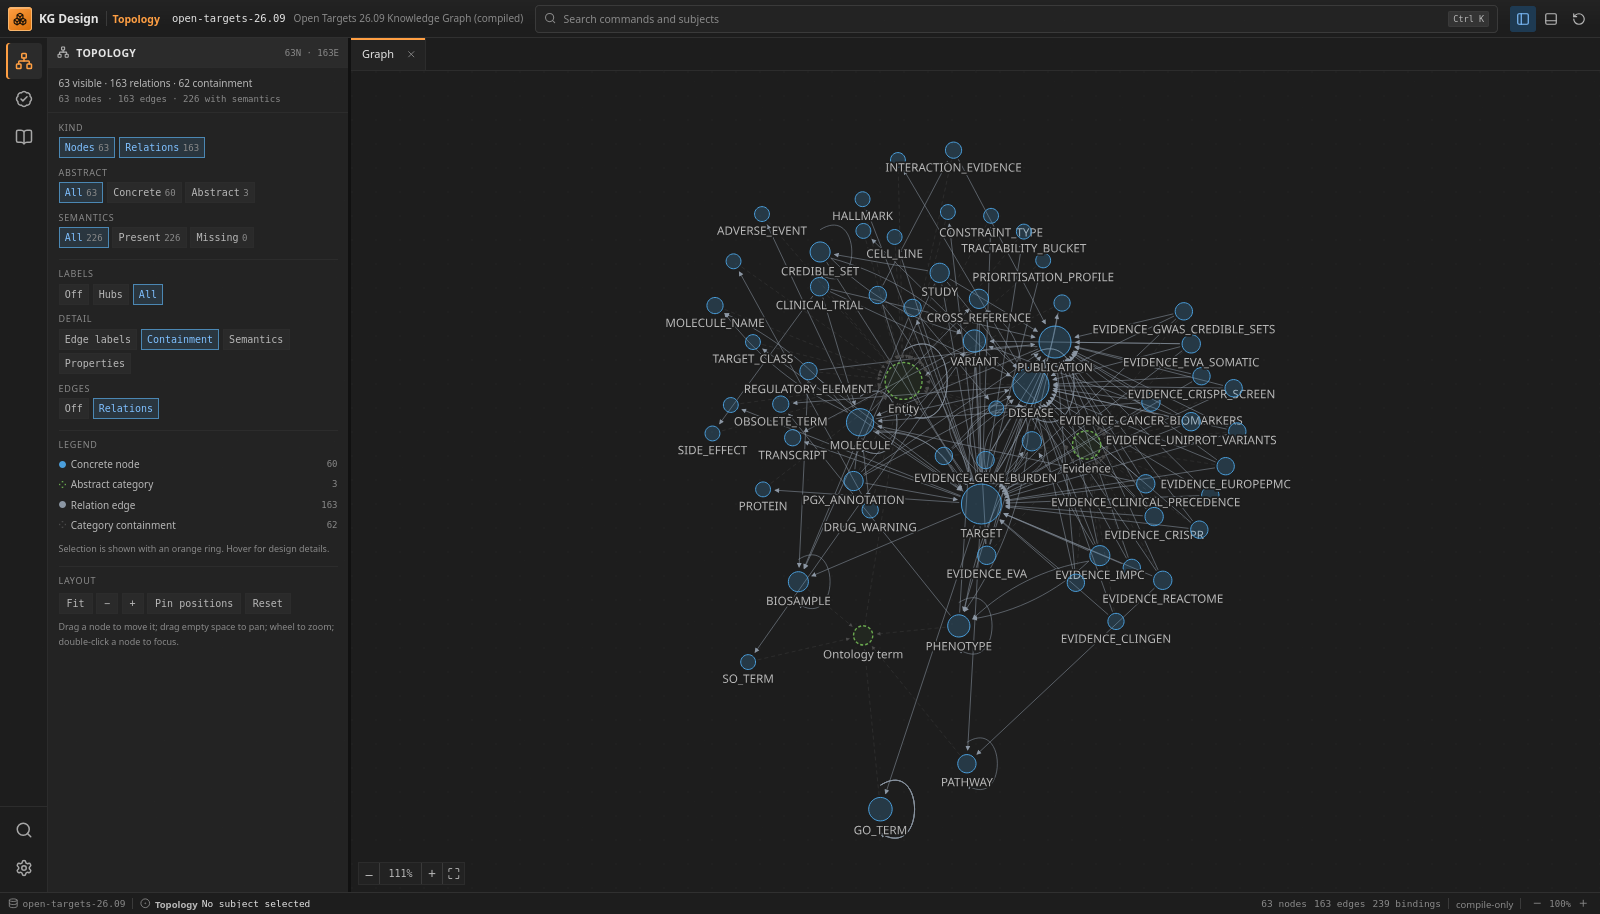 KG Design
Topology
open-targets-26.09
Open Targets 26.09 Knowledge Graph (compiled)
Search commands and subjects
Ctrl K
TOPOLOGY
63N · 163E
63 visible · 163 relations · 62 containment
63 nodes · 163 edges · 226 with semantics
KIND
Nodes 63
Relations 163
ABSTRACT
All 63
Concrete 60
Abstract 3
SEMANTICS
All 226
Present 226
Missing 0
LABELS
Off
Hubs
All
DETAIL
Edge labels
Containment
Semantics
Properties
EDGES
Off
Relations
LEGEND
Concrete node 60
Abstract category 3
Relation edge 163
Category containment 62
Selection is shown with an orange ring. Hover for design details.
LAYOUT
Fit
−
+
Pin positions
Reset
Drag a node to move it; drag empty space to pan; wheel to zoom;
double-click a node to focus.
Graph
INTERACTION_EVIDENCE
HALLMARK
ADVERSE_EVENT
CONSTRAINT_TYPE
CELL_LINE
TRACTABILITY_BUCKET
CREDIBLE_SET
PRIORITISATION_PROFILE
STUDY
CLINICAL_TRIAL
CROSS_REFERENCE
MOLECULE_NAME
EVIDENCE_GWAS_CREDIBLE_SETS
TARGET_CLASS
VARIANT
PUBLICATION
EVIDENCE_EVA_SOMATIC
REGULATORY_ELEMENT
EVIDENCE_CRISPR_SCREEN
Entity
DISEASE
OBSOLETE_TERM
EVIDENCE_CANCER_BIOMARKERS
SIDE_EFFECT
MOLECULE
EVIDENCE_UNIPROT_VARIANTS
TRANSCRIPT
Evidence
EVIDENCE_GENE_BURDEN
EVIDENCE_EUROPEPMC
PROTEIN
PGX_ANNOTATION
EVIDENCE_CLINICAL_PRECEDENCE
DRUG_WARNING
TARGET
EVIDENCE_CRISPR
EVIDENCE_EVA
EVIDENCE_IMPC
BIOSAMPLE
EVIDENCE_REACTOME
EVIDENCE_CLINGEN
PHENOTYPE
Ontology term
SO_TERM
PATHWAY
GO_TERM
–
111%
+
open-targets-26.09
Topology No subject selected
63 nodes 163 edges 239 bindings
compile-only
−
100%
+